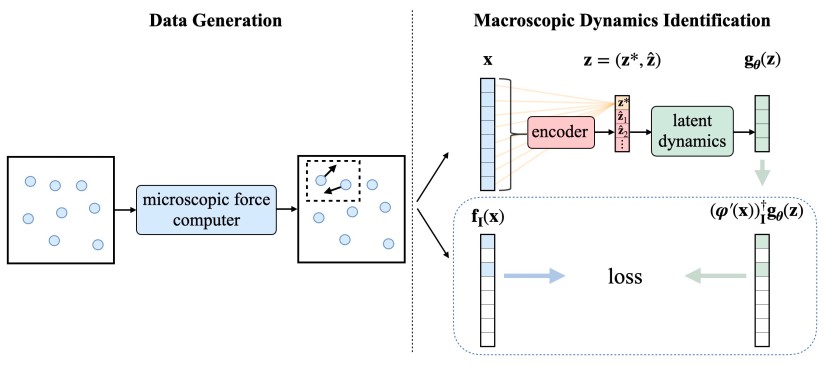 Data Generation
Macroscopic Dynamics Identification
x
z = (z*, ẑ)
g_θ(z)
z*
ẑ₁
ẑ₂
⋮
encoder
latent
dynamics
microscopic force
computer
f_I(x)
(φ′(x))_I^† g_θ(z)
loss